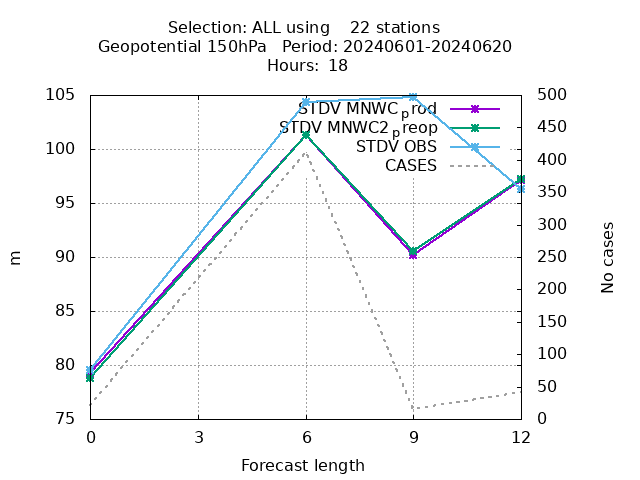 Selection: ALL using    22 stations
Geopotential 150hPa   Period: 20240601-20240620
Hours: 18
105
100
95
90
85
80
75
500
450
400
350
300
250
200
150
100
50
0
STDV MNWCprod
STDV MNWC2preop
STDV OBS
CASES
m
No cases
0 3 6 9 12
Forecast length